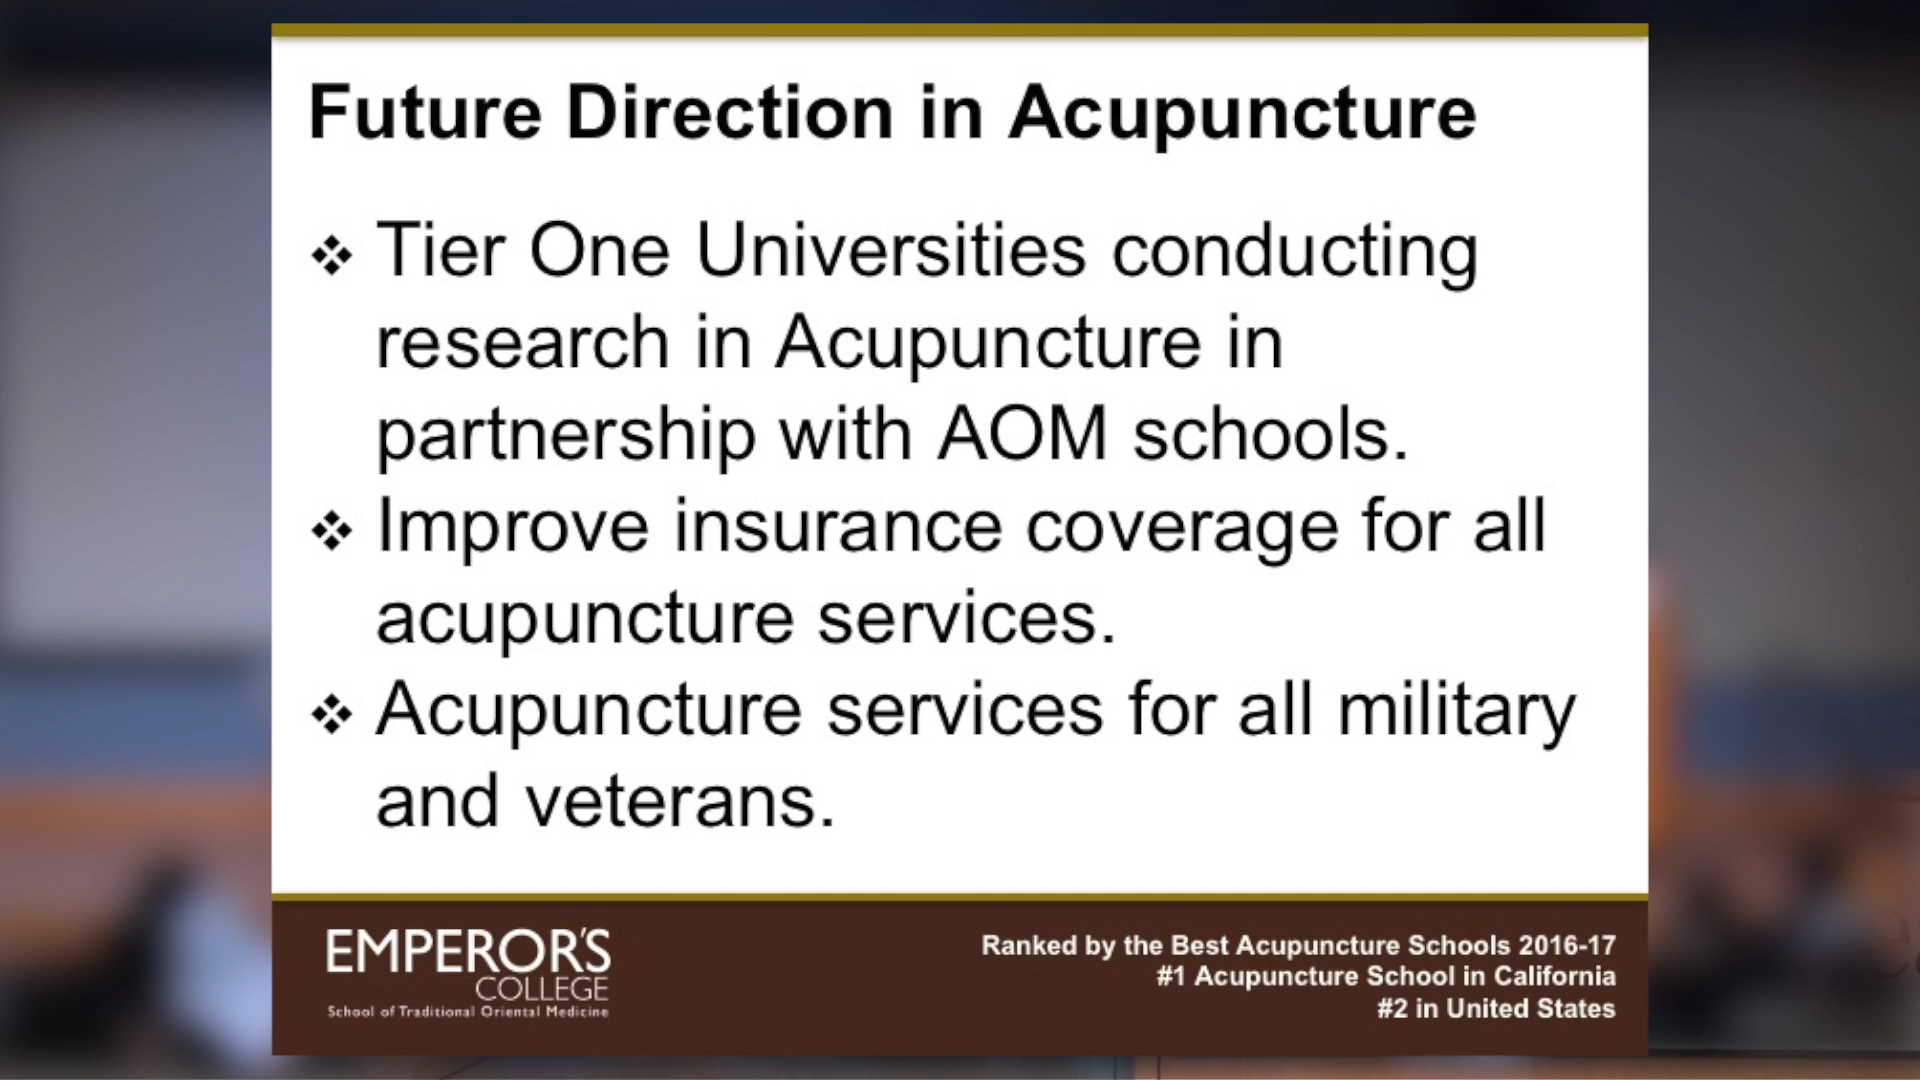 Future Direction in Acupuncture
❖ Tier One Universities conducting
research in Acupuncture in
partnership with AOM schools.
❖ Improve insurance coverage for all
acupuncture services.
❖ Acupuncture services for all military
and veterans.
EMPEROR'S
COLLEGE
School of Traditional Oriental Medicine
Ranked by the Best Acupuncture Schools 2016-17
#1 Acupuncture School in California
#2 in United States